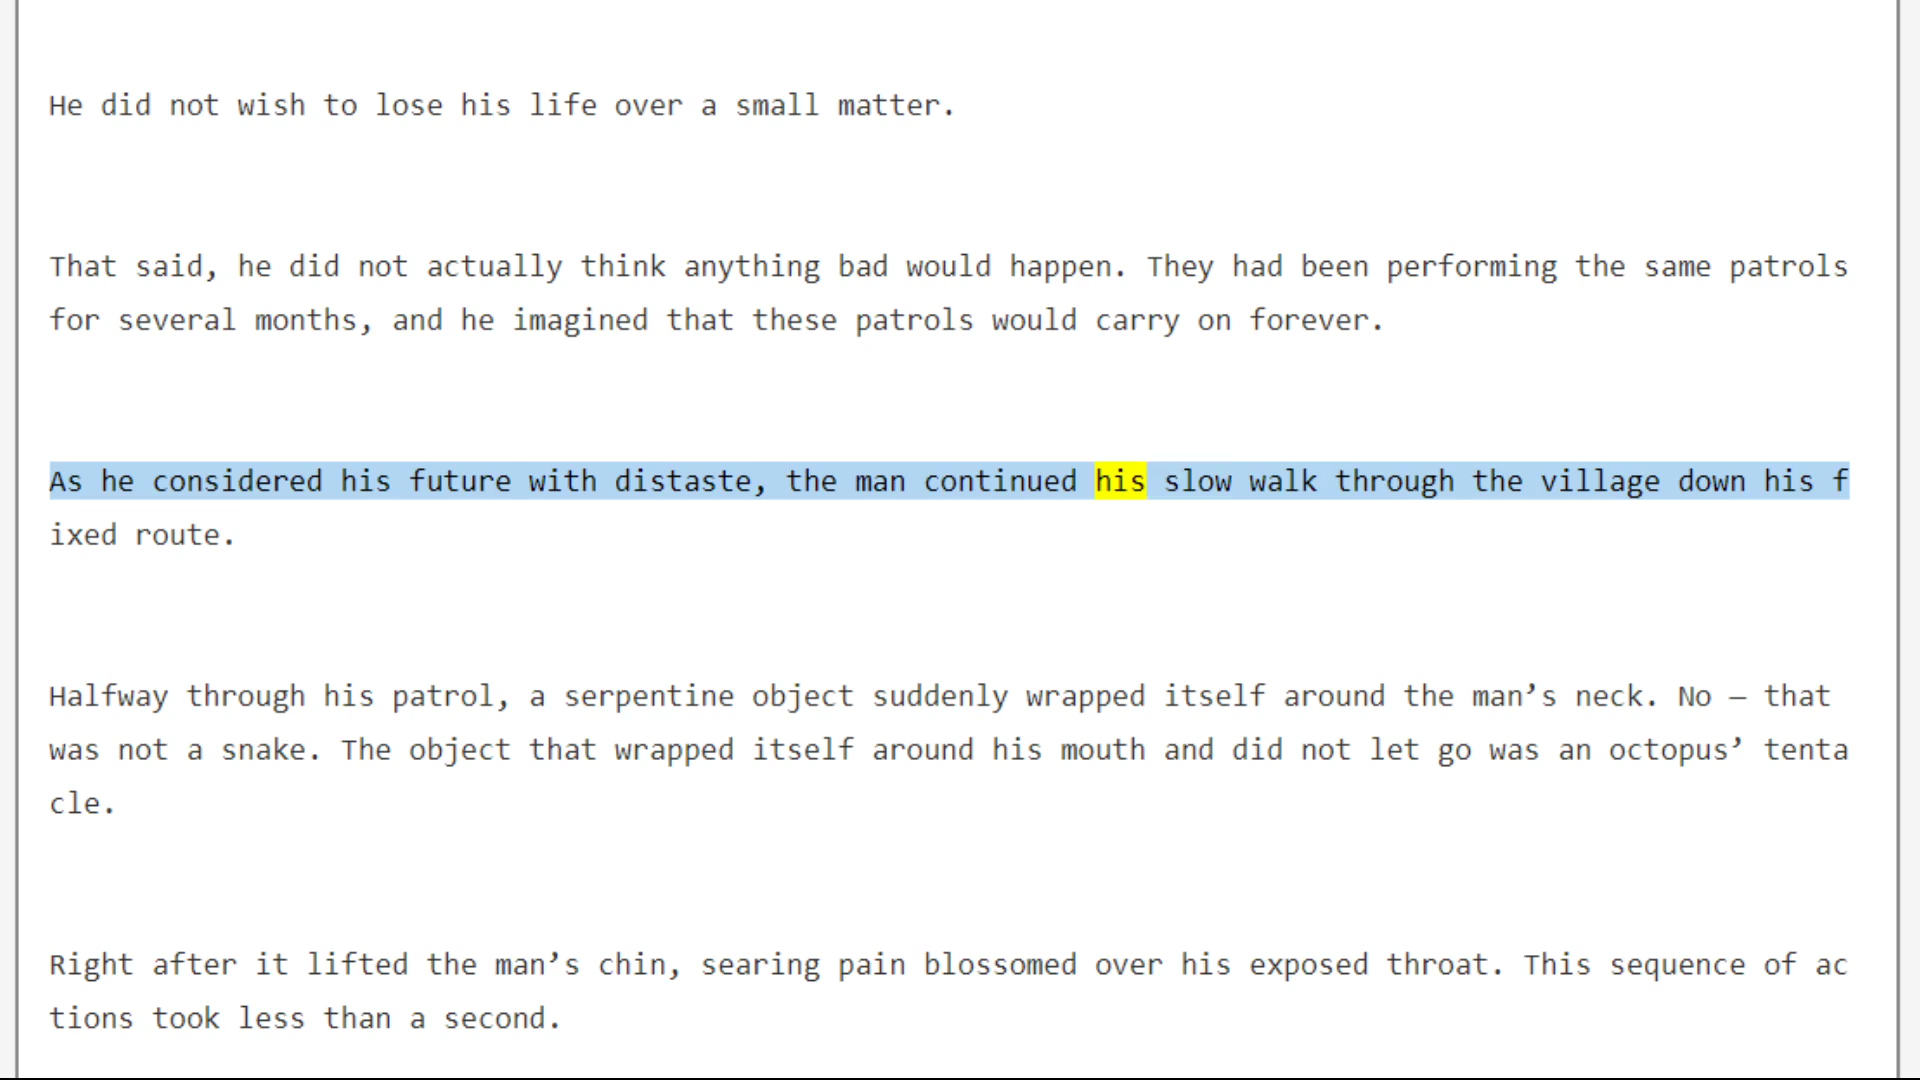 He did not wish to lose his life over a small matter.
That said, he did not actually think anything bad would happen. They had been performing the same patrols
for several months, and he imagined that these patrols would carry on forever.
As he considered his future with distaste, the man continued his slow walk through the village down his f
ixed route.
Halfway through his patrol, a serpentine object suddenly wrapped itself around the man’s neck. No — that
was not a snake. The object that wrapped itself around his mouth and did not let go was an octopus’ tenta
cle.
Right after it lifted the man’s chin, searing pain blossomed over his exposed throat. This sequence of ac
tions took less than a second.